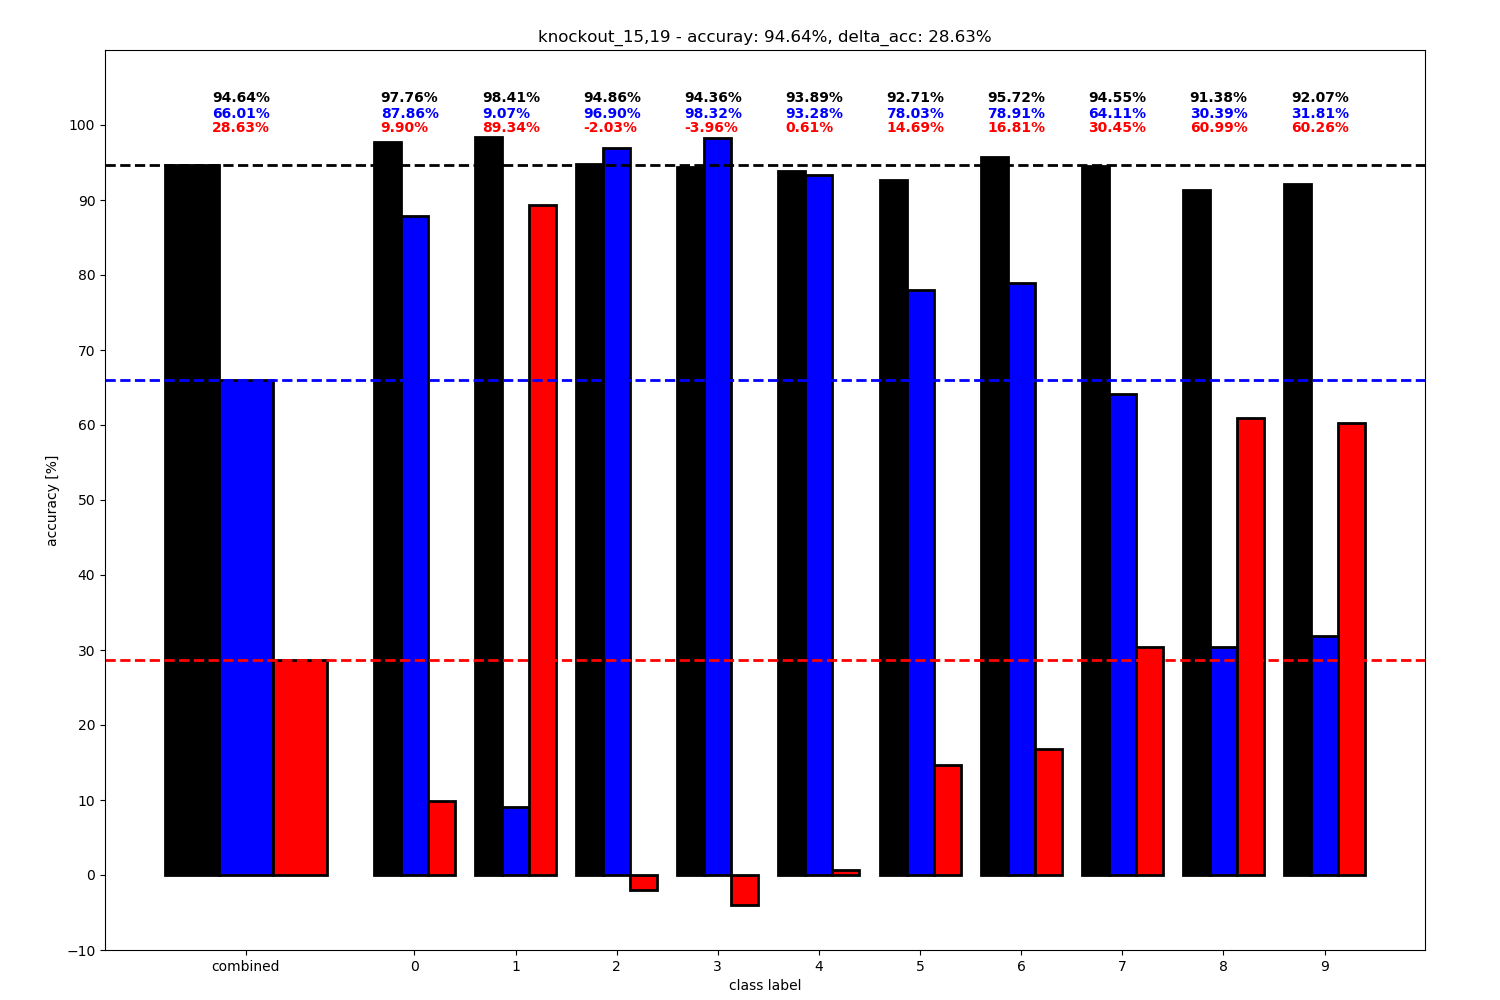 knockout_15,19 - accuray: 94.64%, delta_acc: 28.63%
94.64% 97.76% 98.41% 94.86% 94.36% 93.89% 92.71% 95.72% 94.55% 91.38% 92.07%
66.01% 87.86% 9.07% 96.90% 98.32% 93.28% 78.03% 78.91% 64.11% 30.39% 31.81%
28.63% 9.90% 89.34% -2.03% -3.96% 0.61% 14.69% 16.81% 30.45% 60.99% 60.26%
100
90
80
70
60
50
40
30
20
10
0
−10
accuracy [%]
combined 0 1 2 3 4 5 6 7 8 9
class label